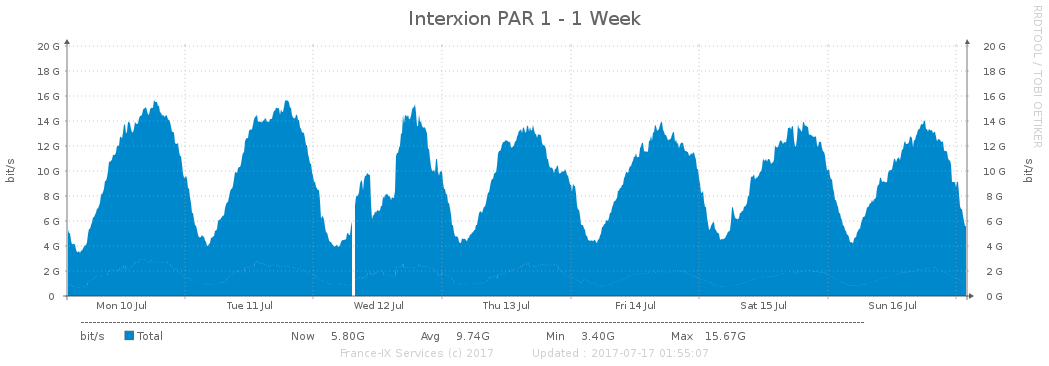 Interxion PAR 1 - 1 Week
RRDTOOL / TOBI OETIKER
20 G 20 G
18 G 18 G
16 G 16 G
14 G 14 G
12 G 12 G
10 G 10 G
8 G 8 G
6 G 6 G
4 G 4 G
2 G 2 G
0 0 G
bit/s bit/s
Mon 10 Jul Tue 11 Jul Wed 12 Jul Thu 13 Jul Fri 14 Jul Sat 15 Jul Sun 16 Jul
bit/s Total Now 5.80G Avg 9.74G Min 3.40G Max 15.67G
France-IX Services (c) 2017 Updated : 2017-07-17 01:55:07